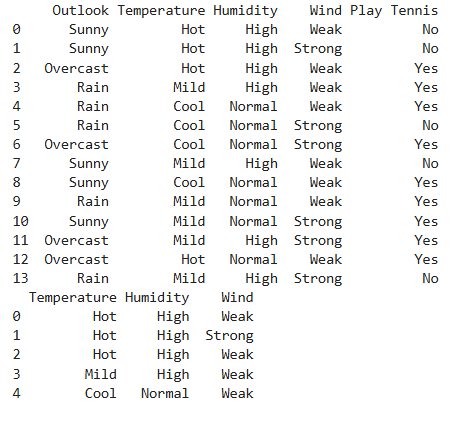 Outlook Temperature Humidity Wind Play Tennis
0 Sunny Hot High Weak No
1 Sunny Hot High Strong No
2 Overcast Hot High Weak Yes
3 Rain Mild High Weak Yes
4 Rain Cool Normal Weak Yes
5 Rain Cool Normal Strong No
6 Overcast Cool Normal Strong Yes
7 Sunny Mild High Weak No
8 Sunny Cool Normal Weak Yes
9 Rain Mild Normal Weak Yes
10 Sunny Mild Normal Strong Yes
11 Overcast Mild High Strong Yes
12 Overcast Hot Normal Weak Yes
13 Rain Mild High Strong No
Temperature Humidity Wind
0 Hot High Weak
1 Hot High Strong
2 Hot High Weak
3 Mild High Weak
4 Cool Normal Weak